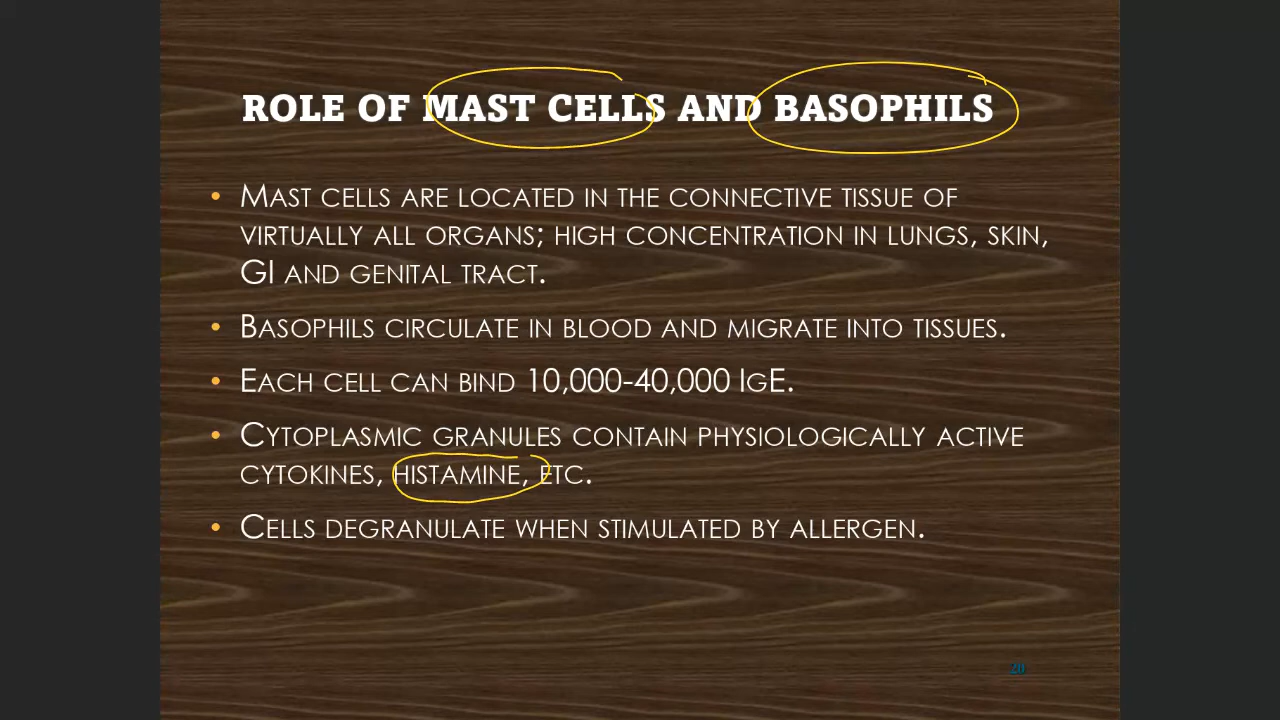 ROLE OF MAST CELLS AND BASOPHILS
• MAST CELLS ARE LOCATED IN THE CONNECTIVE TISSUE OF
VIRTUALLY ALL ORGANS; HIGH CONCENTRATION IN LUNGS, SKIN,
GI AND GENITAL TRACT.
• BASOPHILS CIRCULATE IN BLOOD AND MIGRATE INTO TISSUES.
• EACH CELL CAN BIND 10,000-40,000 IGE.
• CYTOPLASMIC GRANULES CONTAIN PHYSIOLOGICALLY ACTIVE
CYTOKINES, HISTAMINE, ETC.
• CELLS DEGRANULATE WHEN STIMULATED BY ALLERGEN.
20